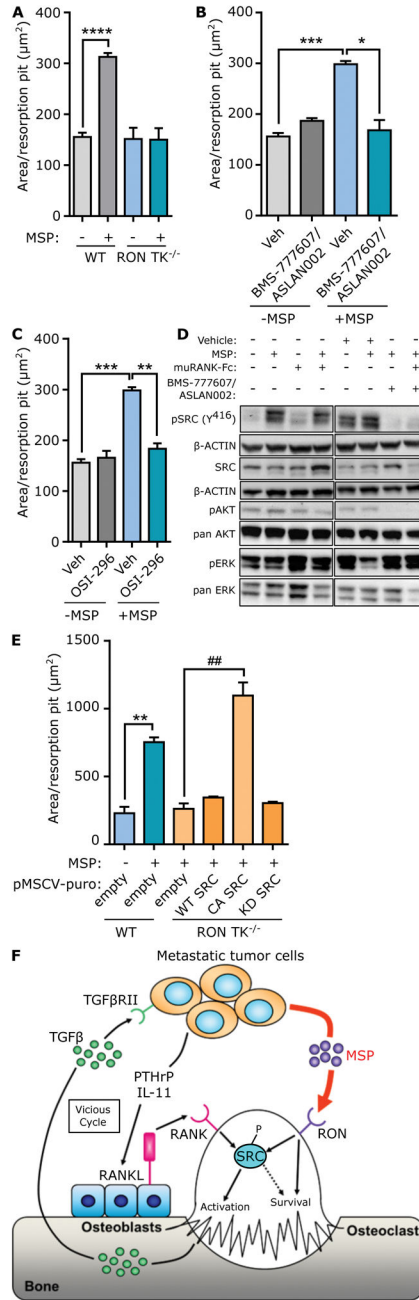 A
Area/resorption pit (µm²)
400
300
200
100
0
****
MSP: - + - +
WT RON TK-/-
B
Area/resorption pit (µm²)
400
300
200
100
0
*** *
Veh
BMS-777607/
ASLAN002
Veh
BMS-777607/
ASLAN002
-MSP +MSP
C
Area/resorption pit (µm²)
400
300
200
100
0
*** **
Veh
OSI-296
Veh
OSI-296
-MSP +MSP
D
Vehicle: - - - - + + - -
MSP: - + - + - + - +
muRANK-Fc:
BMS-777607/
ASLAN002:
pSRC (Y416)
β-ACTIN
SRC
β-ACTIN
pAKT
pan AKT
pERK
pan ERK
E
Area/resorption pit (µm²)
1500
1000
500
0
** ##
MSP: - + + + + +
pMSCV-puro: empty empty empty WT SRC CA SRC KD SRC
WT RON TK-/-
F
Metastatic tumor cells
TGFβRII
TGFβ
MSP
PTHrP
IL-11
Vicious
Cycle
RANK
RON
P
SRC
RANKL
Activation
Survival
Osteoblasts
Osteoclast
Bone